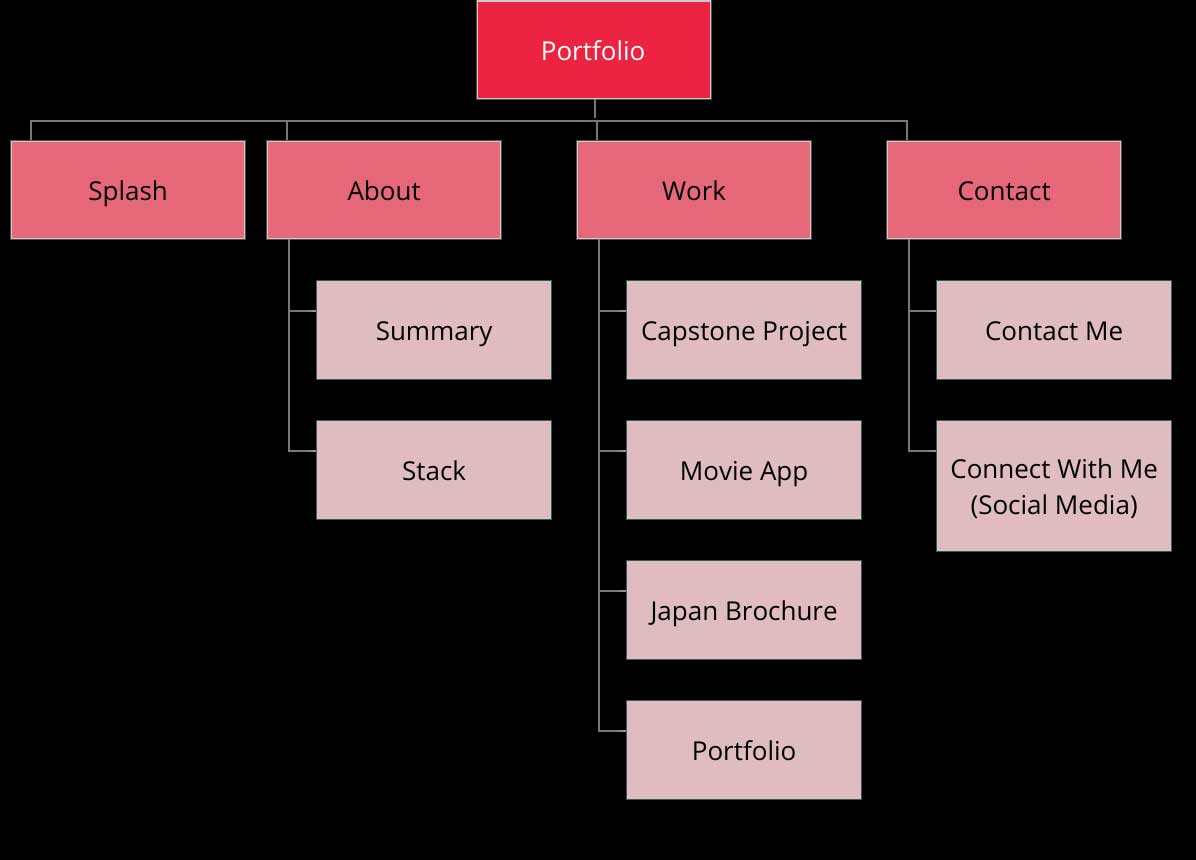 Portfolio
Splash
About
Work
Contact
Summary
Capstone Project
Contact Me
Stack
Movie App
Connect With Me
(Social Media)
Japan Brochure
Portfolio